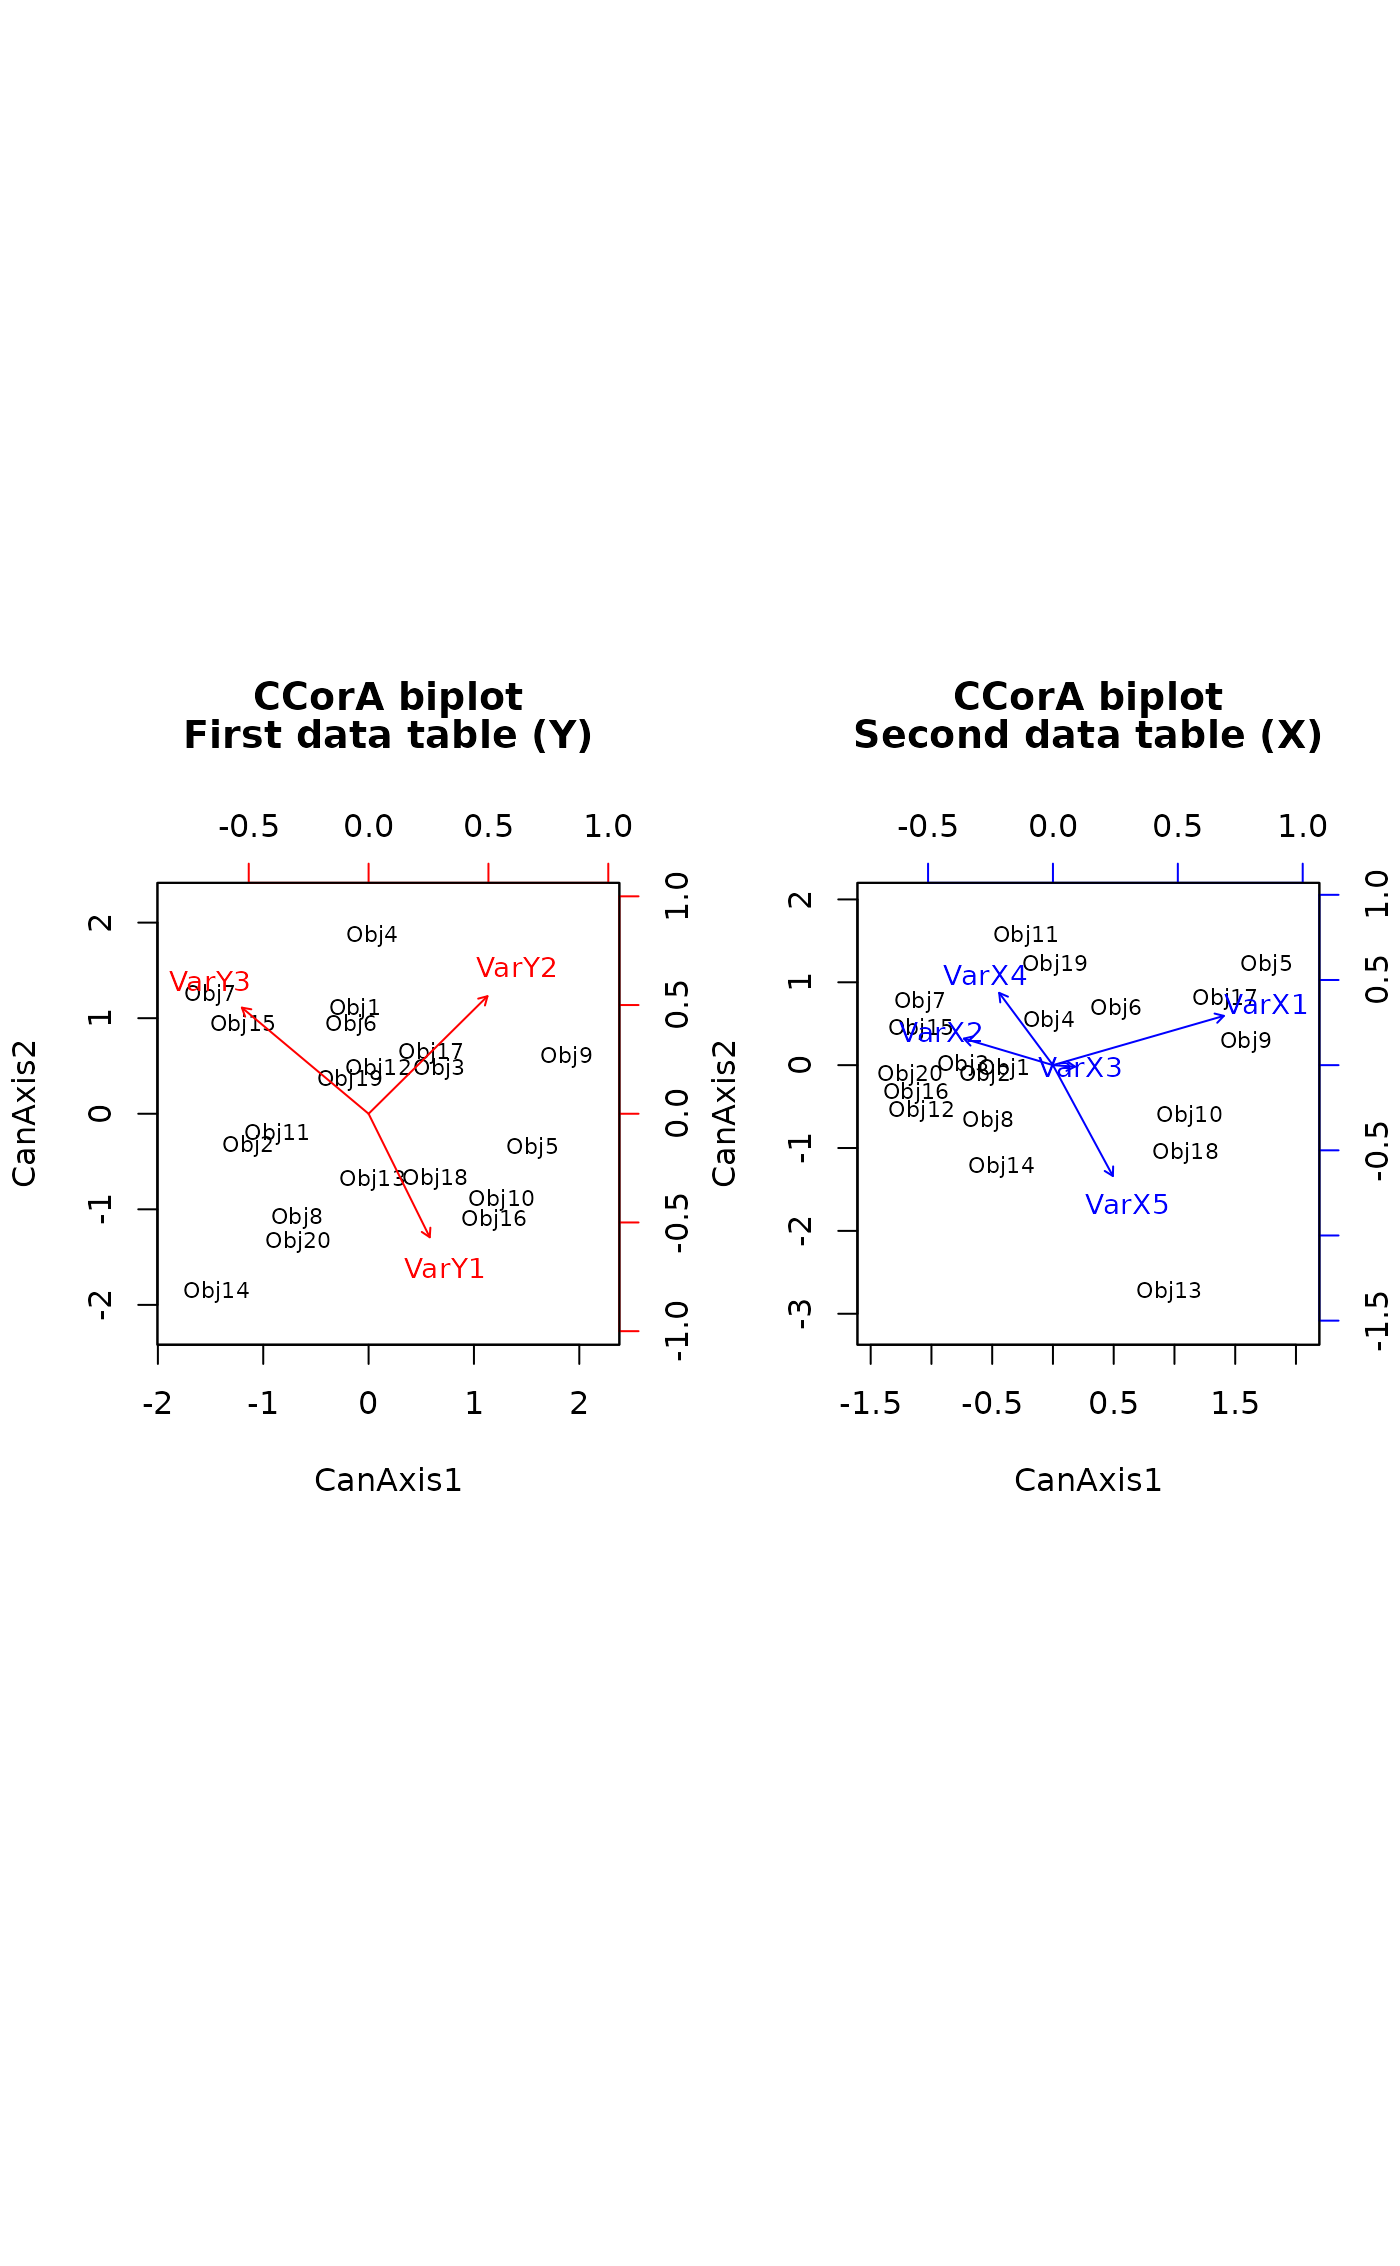 CCorA biplot
First data table (Y)
-0.5 0.0 0.5 1.0
2
1
0
-1
-2
CanAxis2
1.0
0.5
0.0
-0.5
-1.0
Obj4
VarY2
VarY3
Obj7
Obj1
Obj15
Obj6
Obj17
Obj9
Obj12
Obj3
Obj19
Obj11
Obj2
Obj5
Obj13
Obj18
Obj10
Obj8
Obj16
Obj20
VarY1
Obj14
-2 -1 0 1 2
CanAxis1
CCorA biplot
Second data table (X)
-0.5 0.0 0.5 1.0
2
1
0
-1
-2
-3
CanAxis2
1.0
0.5
-0.5
-1.5
Obj11
Obj19
Obj5
VarX4
Obj7
Obj17
VarX1
Obj6
Obj4
Obj15
VarX2
Obj9
Obj3
Obj1
VarX3
Obj20
Obj2
Obj16
Obj12
Obj10
Obj8
Obj18
Obj14
VarX5
Obj13
-1.5 -0.5 0.5 1.5
CanAxis1